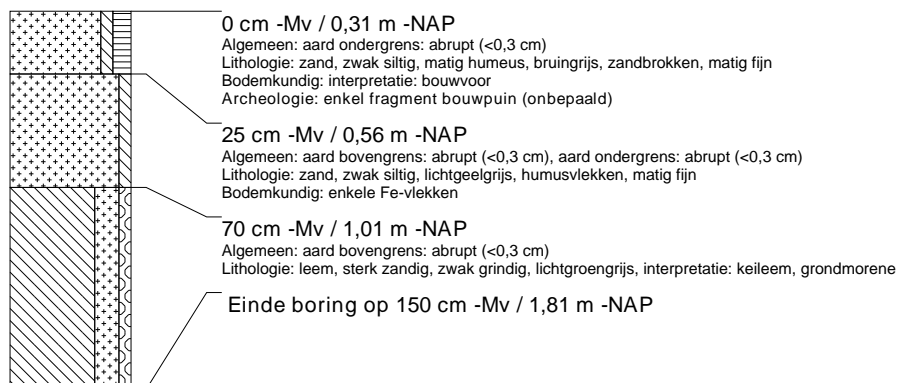 0 cm -Mv / 0,31 m -NAP
Algemeen: aard ondergrens: abrupt (<0,3 cm)
Lithologie: zand, zwak siltig, matig humeus, bruingrijs, zandbrokken, matig fijn
Bodemkundig: interpretatie: bouwvoor
Archeologie: enkel fragment bouwpuin (onbepaald)
25 cm -Mv / 0,56 m -NAP
Algemeen: aard bovengrens: abrupt (<0,3 cm), aard ondergrens: abrupt (<0,3 cm)
Lithologie: zand, zwak siltig, lichtgeelgrijs, humusvlekken, matig fijn
Bodemkundig: enkele Fe-vlekken
70 cm -Mv / 1,01 m -NAP
Algemeen: aard bovengrens: abrupt (<0,3 cm)
Lithologie: leem, sterk zandig, zwak grindig, lichtgroengrijs, interpretatie: keileem, grondmorene
Einde boring op 150 cm -Mv / 1,81 m -NAP